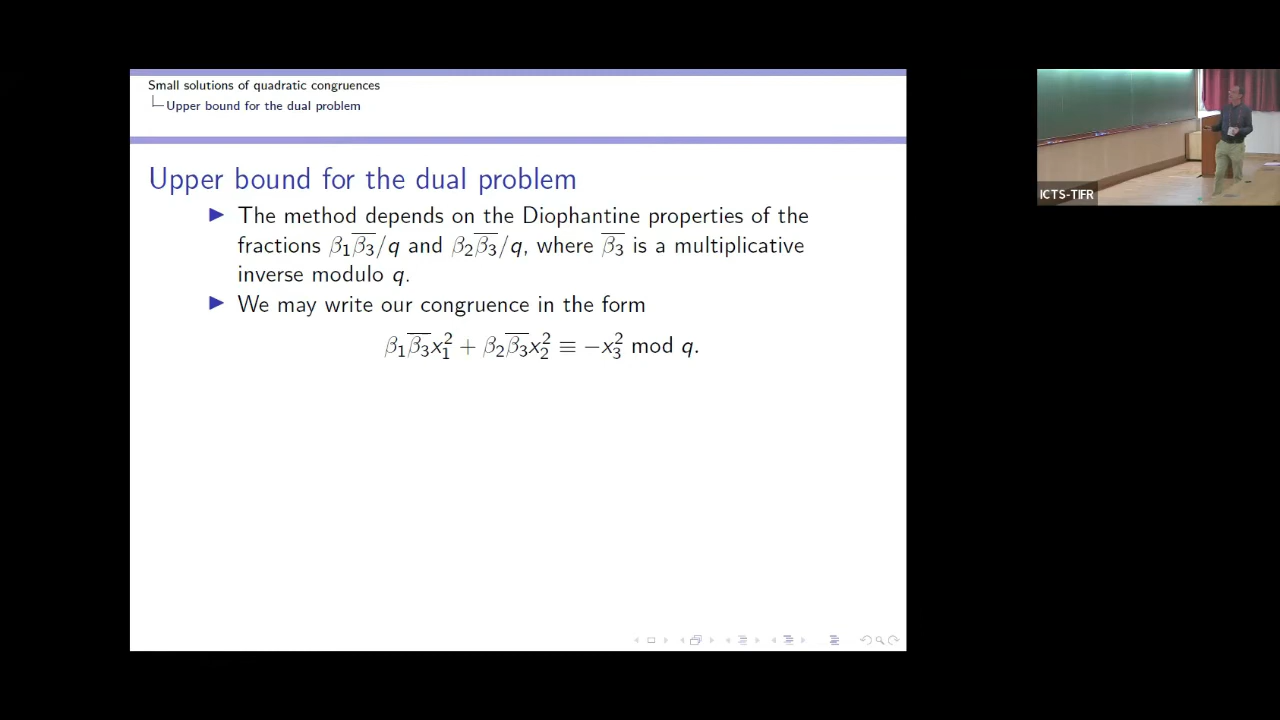 Small solutions of quadratic congruences
Upper bound for the dual problem
Upper bound for the dual problem
▶ The method depends on the Diophantine properties of the
fractions β₁β̅₃/q and β₂β̅₃/q, where β̅₃ is a multiplicative
inverse modulo q.
▶ We may write our congruence in the form
β₁β̅₃x₁² + β₂β̅₃x₂² ≡ −x₃² mod q.
ICTS-TIFR